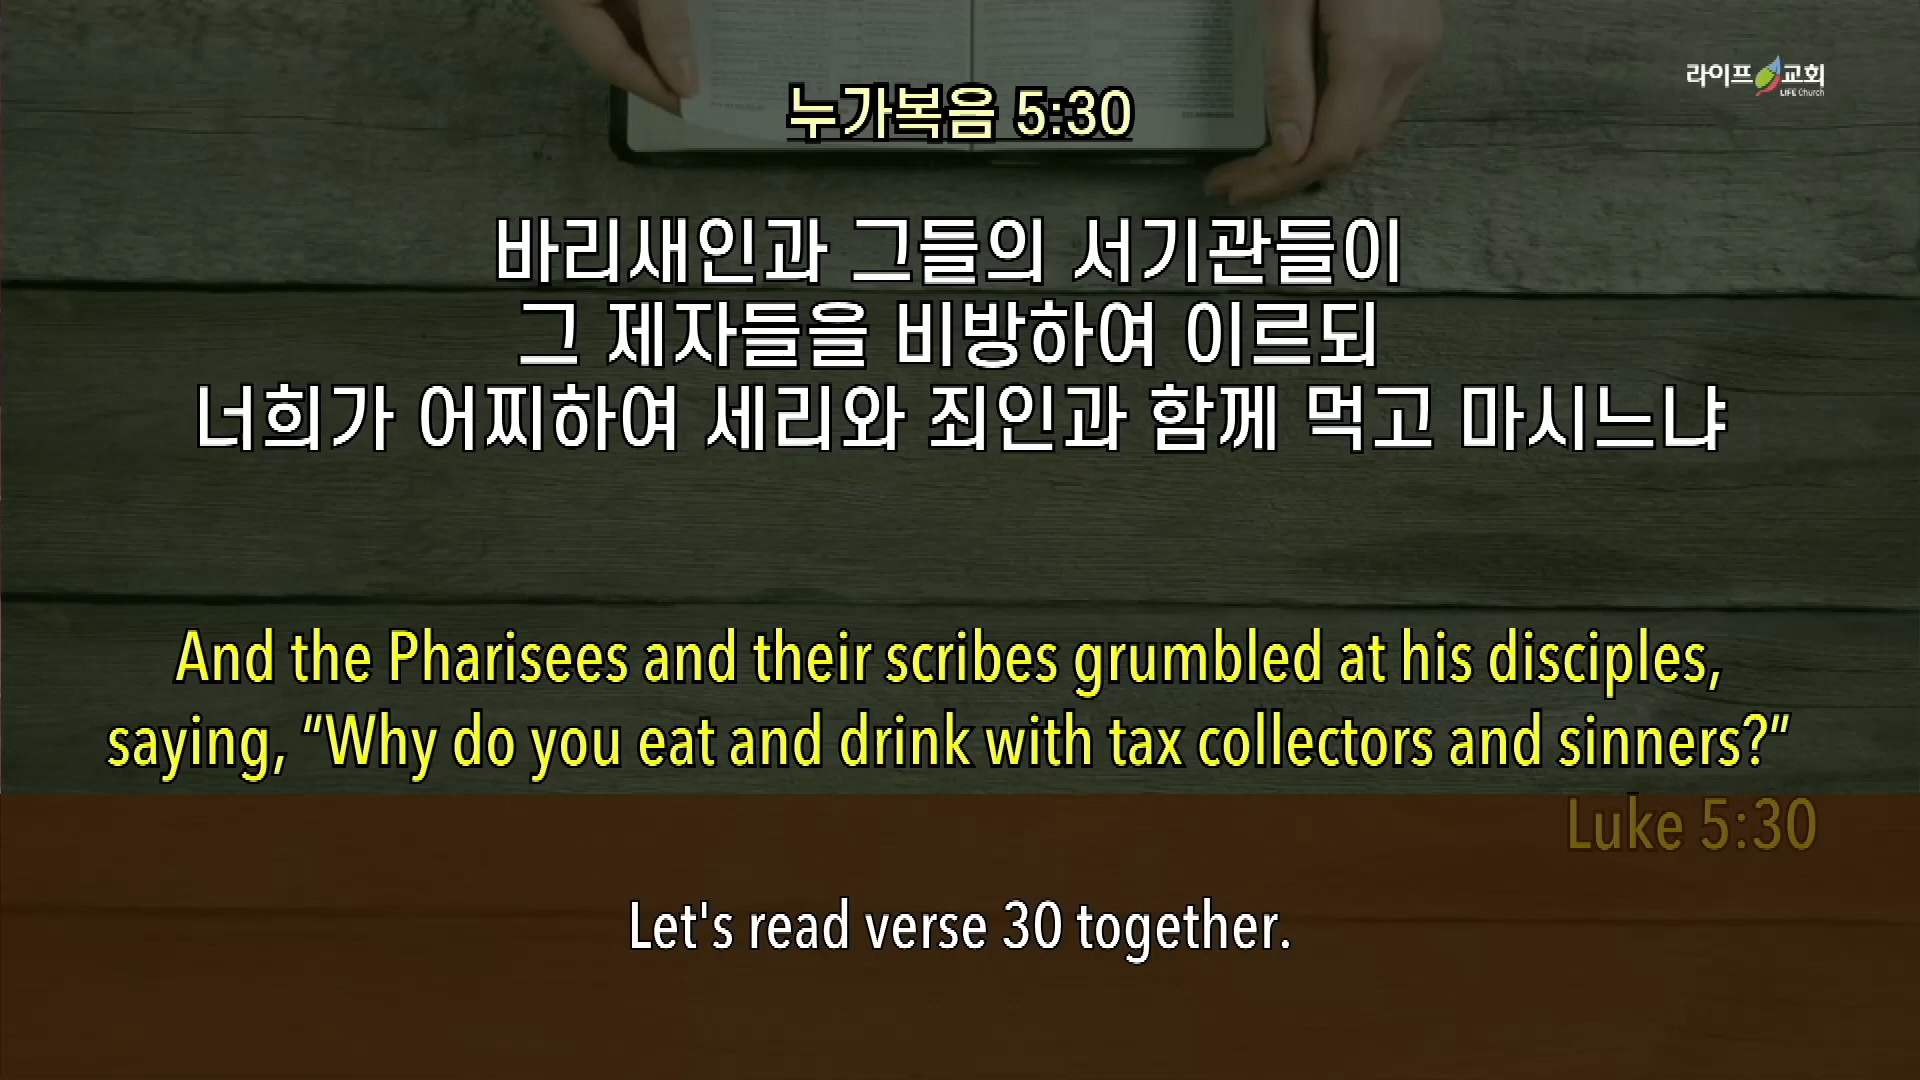 라이프교회
LIFE Church
누가복음 5:30
바리새인과 그들의 서기관들이
그 제자들을 비방하여 이르되
너희가 어찌하여 세리와 죄인과 함께 먹고 마시느냐
And the Pharisees and their scribes grumbled at his disciples,
saying, “Why do you eat and drink with tax collectors and sinners?”
Luke 5:30
Let's read verse 30 together.